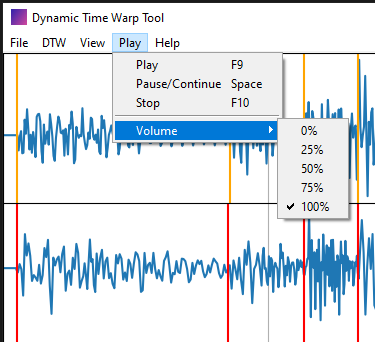 Dynamic Time Warp Tool
File DTW View Play Help
Play F9
Pause/Continue Space
Stop F10
Volume
0%
25%
50%
75%
100%